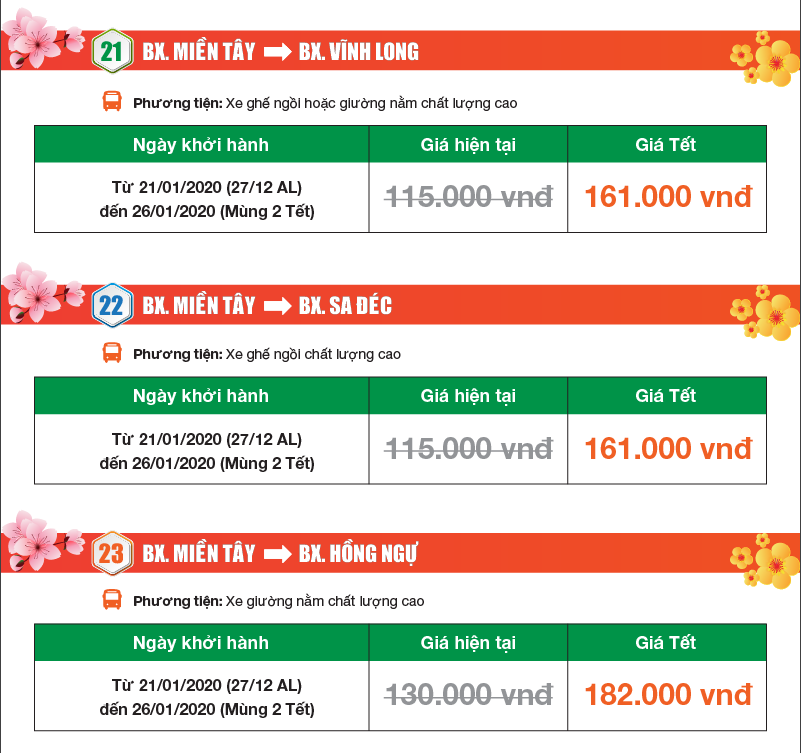 21 BX. MIỀN TÂY ➡ BX. VĨNH LONG
Phương tiện: Xe ghế ngồi hoặc giường nằm chất lượng cao
Ngày khởi hành Giá hiện tại Giá Tết
Từ 21/01/2020 (27/12 AL)
đến 26/01/2020 (Mùng 2 Tết)
115.000 vnđ 161.000 vnđ
22 BX. MIỀN TÂY ➡ BX. SA ĐÉC
Phương tiện: Xe ghế ngồi chất lượng cao
Ngày khởi hành Giá hiện tại Giá Tết
Từ 21/01/2020 (27/12 AL)
đến 26/01/2020 (Mùng 2 Tết)
115.000 vnđ 161.000 vnđ
23 BX. MIỀN TÂY ➡ BX. HỒNG NGỰ
Phương tiện: Xe giường nằm chất lượng cao
Ngày khởi hành Giá hiện tại Giá Tết
Từ 21/01/2020 (27/12 AL)
đến 26/01/2020 (Mùng 2 Tết)
130.000 vnđ 182.000 vnđ